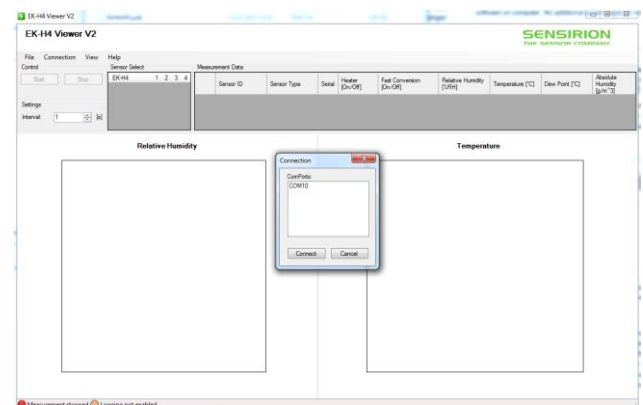 EK-H4 Viewer V2
EK-H4 Viewer V2
SENSIRION
THE SENSOR COMPANY
File Connection View Help
Control Sensor Select Measurement Data
Start Stop EK-H4 1 2 3 4 Sensor ID Sensor Type Serial Heater [On/Off] Fast Conversion [On/Off] Relative Humidity [%RH] Temperature [°C] Dew Point [°C] Absolute Humidity [g/m^3]
Settings
Interval: 1 [s]
Relative Humidity Temperature
Connection
ComPorts:
COM10
Connect Cancel
Measurement stopped Logging not enabled